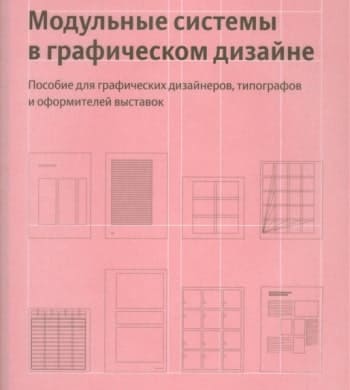 Модульные системы
в графическом дизайне
Пособие для графических дизайнеров, типографов
и оформителей выставок